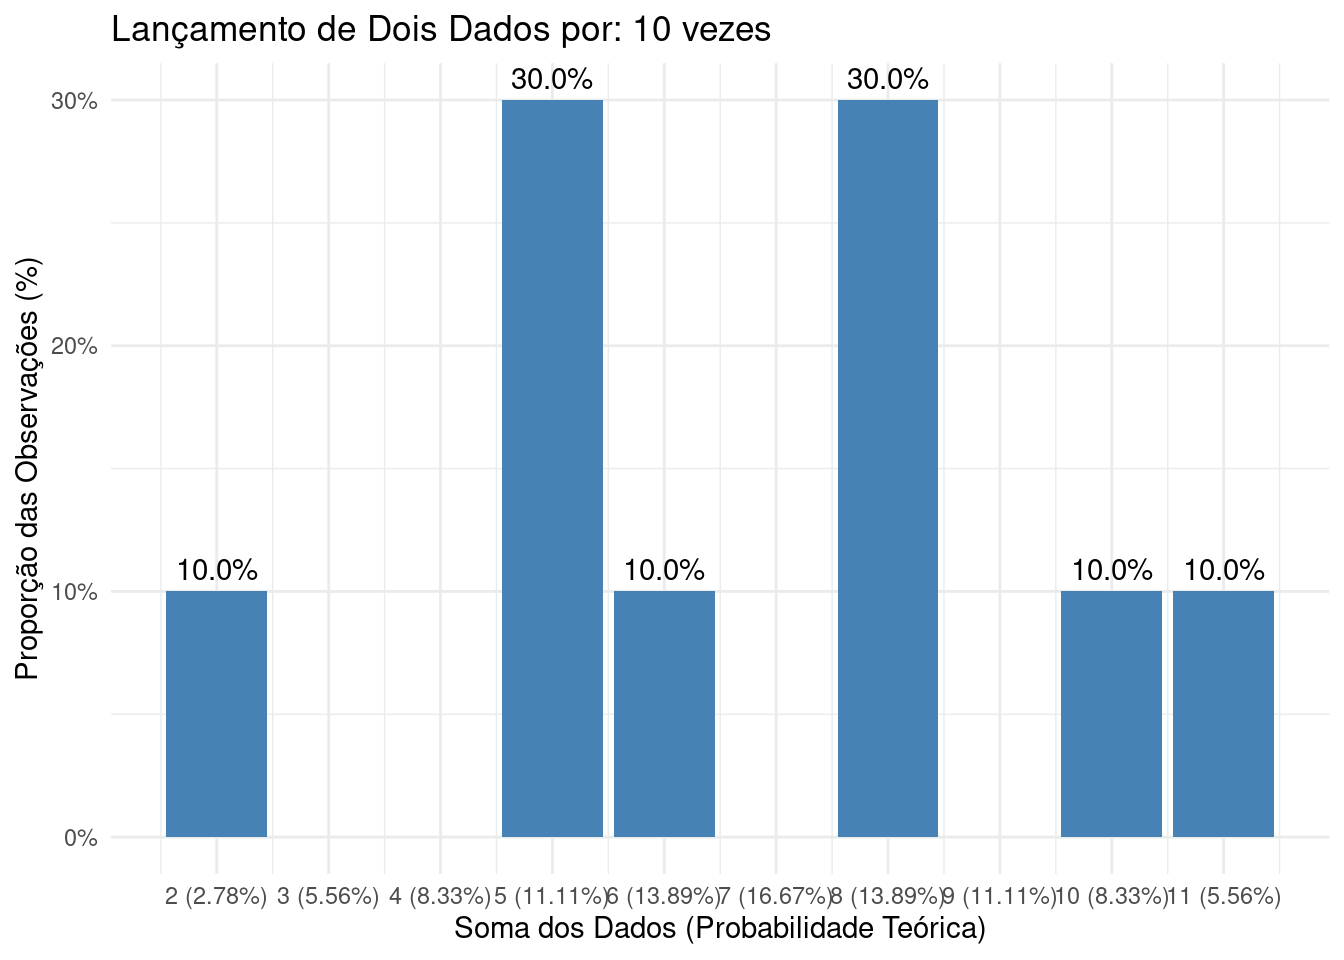 Lançamento de Dois Dados por: 10 vezes
30.0% 30.0%
30%
Proporção das Observações (%)
20%
10.0% 10.0% 10.0% 10.0%
10%
0%
2 (2.78%) 3 (5.56%) 4 (8.33%) 5 (11.11%) 6 (13.89%) 7 (16.67%) 8 (13.89%) 9 (11.11%) 10 (8.33%) 11 (5.56%)
Soma dos Dados (Probabilidade Teórica)